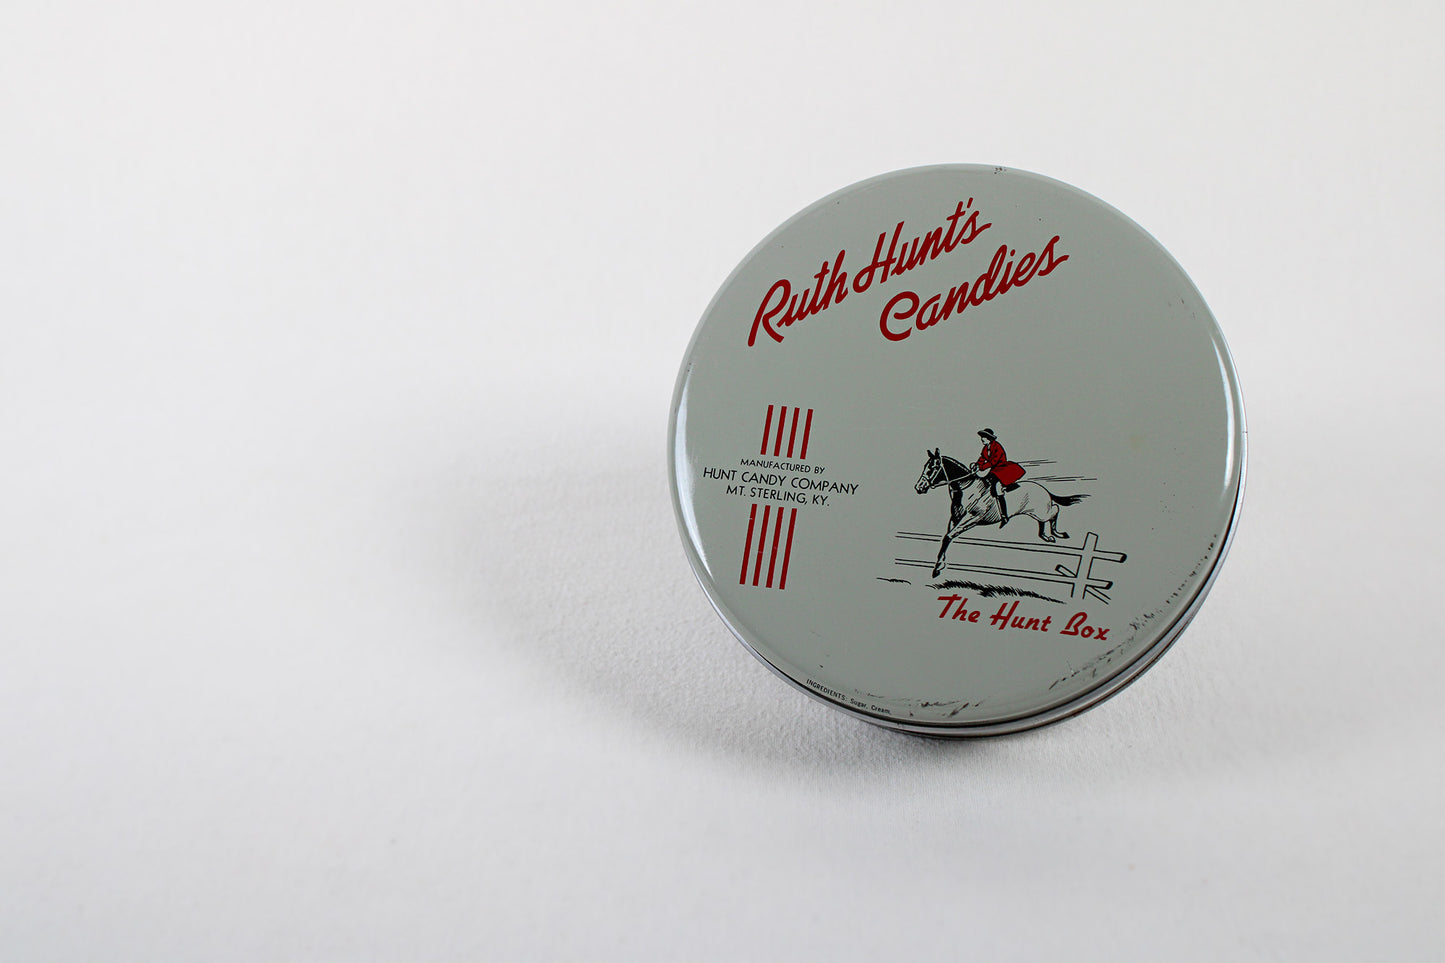 Ruth Hunt's
Candies
MANUFACTURED BY
HUNT CANDY COMPANY
MT. STERLING, KY.
The Hunt Box
INGREDIENTS: Sugar, Cream,